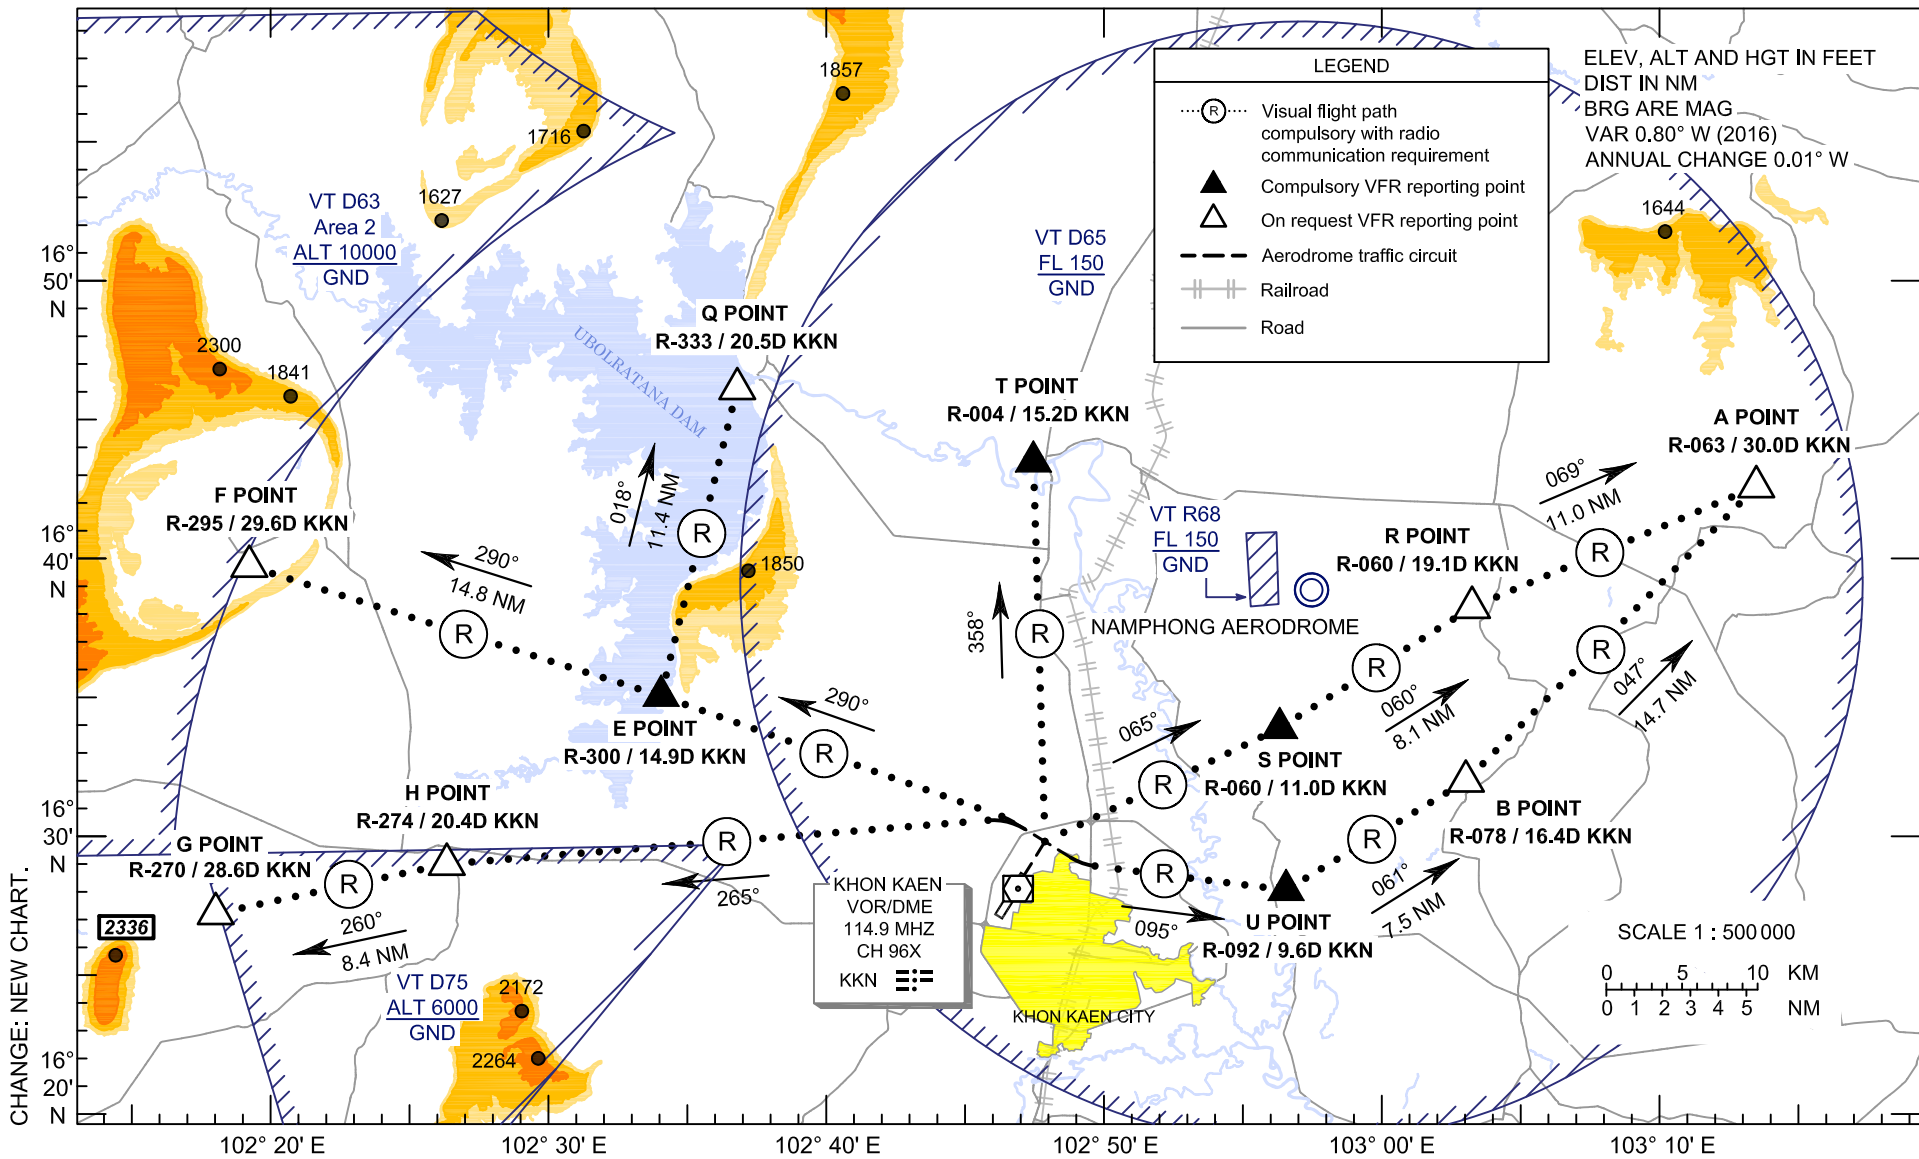 LEGEND
R
Visual flight path
compulsory with radio
communication requirement
Compulsory VFR reporting point
On request VFR reporting point
Aerodrome traffic circuit
Railroad
Road
ELEV, ALT AND HGT IN FEET
DIST IN NM
BRG ARE MAG
VAR 0.80° W (2016)
ANNUAL CHANGE 0.01° W
1857
1716
1627
1644
VT D63
Area 2
ALT 10000
GND
VT D65
FL 150
GND
16°
50'
N
2300
1841
UBOLRATANA DAM
Q POINT
R-333 / 20.5D KKN
T POINT
R-004 / 15.2D KKN
A POINT
R-063 / 30.0D KKN
F POINT
R-295 / 29.6D KKN
018°
11.4 NM
R
069°
11.0 NM
R
16°
40'
N
290°
14.8 NM
R
1850
VT R68
FL 150
GND
NAMPHONG AERODROME
R POINT
R-060 / 19.1D KKN
358°
R
R
060°
8.1 NM
R
047°
14.7 NM
E POINT
R-300 / 14.9D KKN
290°
R
065°
R
S POINT
R-060 / 11.0D KKN
B POINT
R-078 / 16.4D KKN
16°
30'
N
H POINT
R-274 / 20.4D KKN
R
265°
G POINT
R-270 / 28.6D KKN
R
260°
8.4 NM
2336
KHON KAEN
VOR/DME
114.9 MHZ
CH 96X
KKN
R
095°
U POINT
R-092 / 9.6D KKN
R
061°
7.5 NM
VT D75
ALT 6000
GND
2172
2264
KHON KAEN CITY
SCALE 1 : 500 000
0 5 10 KM
0 1 2 3 4 5 NM
16°
20'
N
102° 20' E
102° 30' E
102° 40' E
102° 50' E
103° 00' E
103° 10' E
CHANGE: NEW CHART.